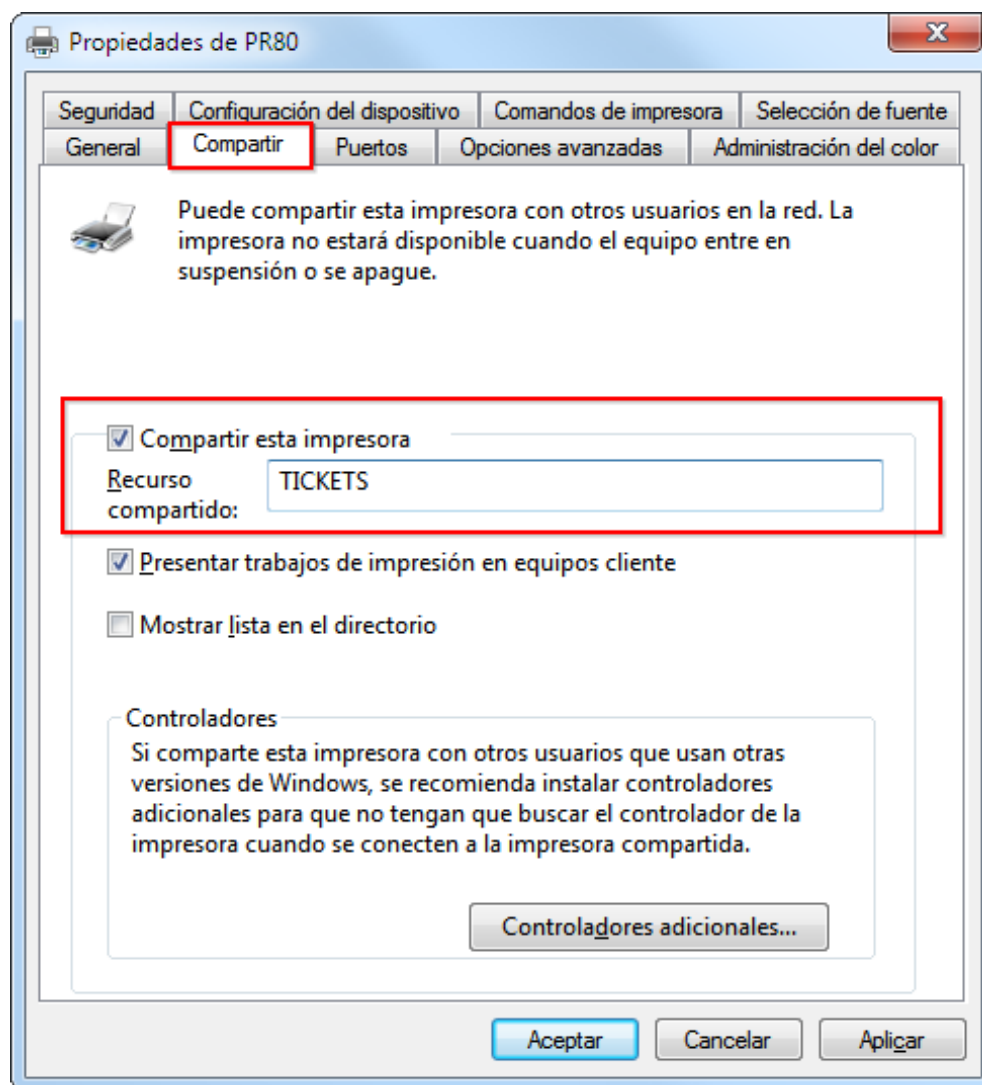 Propiedades de PR80
Seguridad Configuración del dispositivo Comandos de impresora Selección de fuente
General Compartir Puertos Opciones avanzadas Administración del color
Puede compartir esta impresora con otros usuarios en la red. La
impresora no estará disponible cuando el equipo entre en
suspensión o se apague.
Compartir esta impresora
Recurso
compartido:
TICKETS
Presentar trabajos de impresión en equipos cliente
Mostrar lista en el directorio
Controladores
Si comparte esta impresora con otros usuarios que usan otras
versiones de Windows, se recomienda instalar controladores
adicionales para que no tengan que buscar el controlador de la
impresora cuando se conecten a la impresora compartida.
Controladores adicionales...
Aceptar Cancelar Aplicar